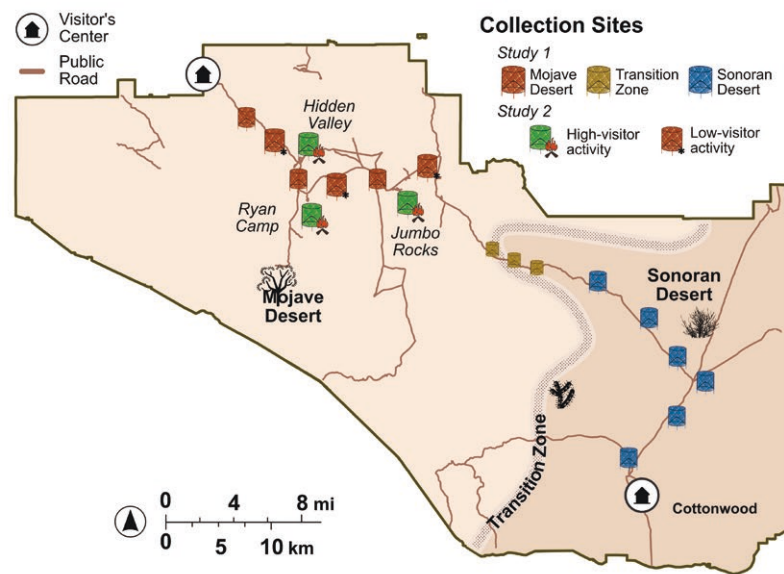 Visitor's
Center
Public
Road
Collection Sites
Study 1
Mojave
Desert
Transition
Zone
Sonoran
Desert
Study 2
High-visitor
activity
Low-visitor
activity
Hidden
Valley
Ryan
Camp
Jumbo
Rocks
Mojave
Desert
Sonoran
Desert
Transition Zone
Cottonwood
0 4 8 mi
0 5 10 km